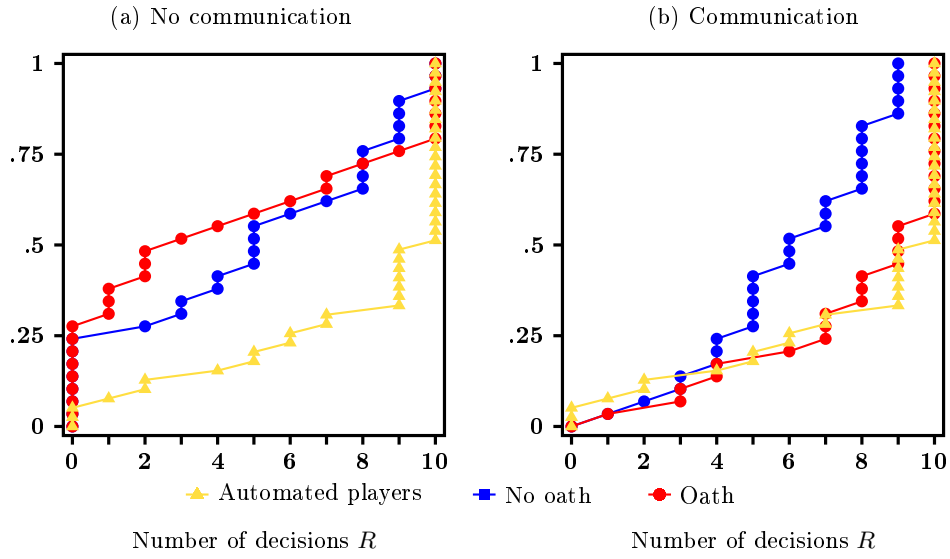 (a) No communication
(b) Communication
1
.75
.5
.25
0
0 2 4 6 8 10
1
.75
.5
.25
0
0 2 4 6 8 10
Automated players No oath Oath
Number of decisions R
Number of decisions R